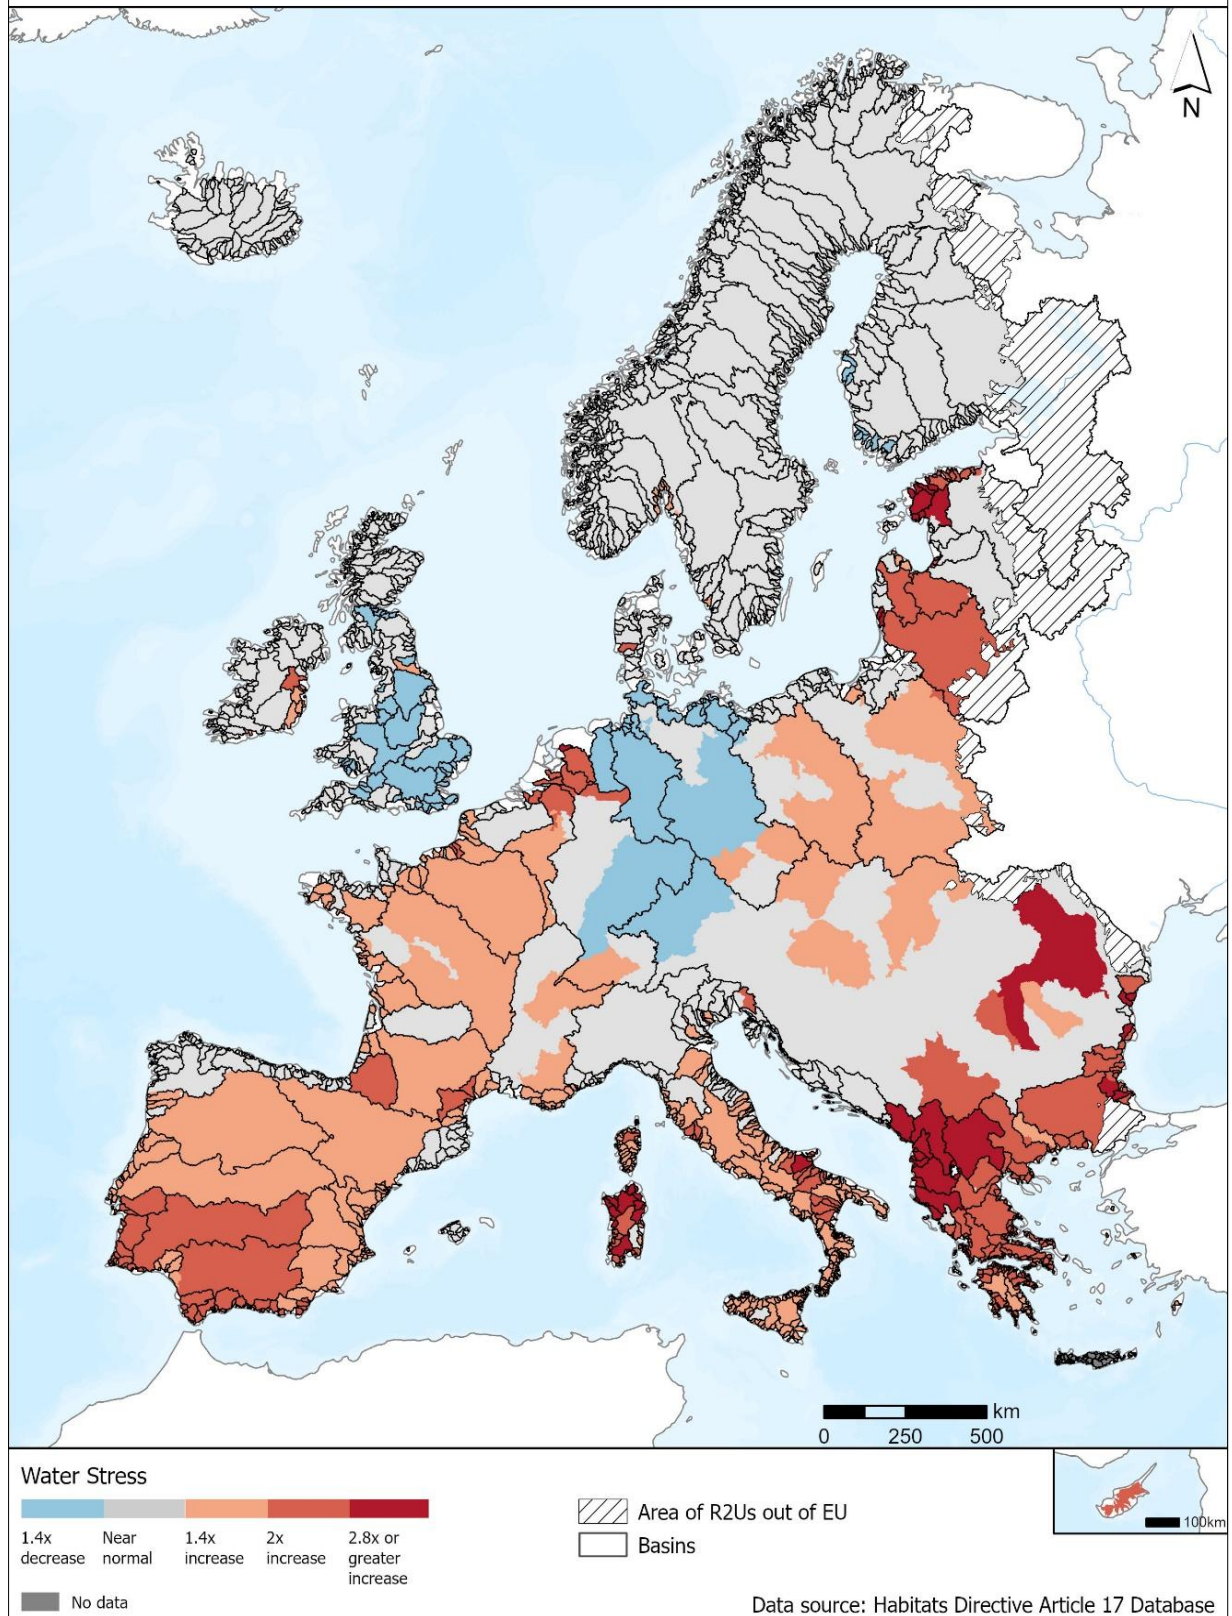 N
km
0 250 500
Water Stress
1.4x decrease
Near normal
1.4x increase
2x increase
2.8x or greater increase
No data
Area of R2Us out of EU
Basins
100km
Data source: Habitats Directive Article 17 Database